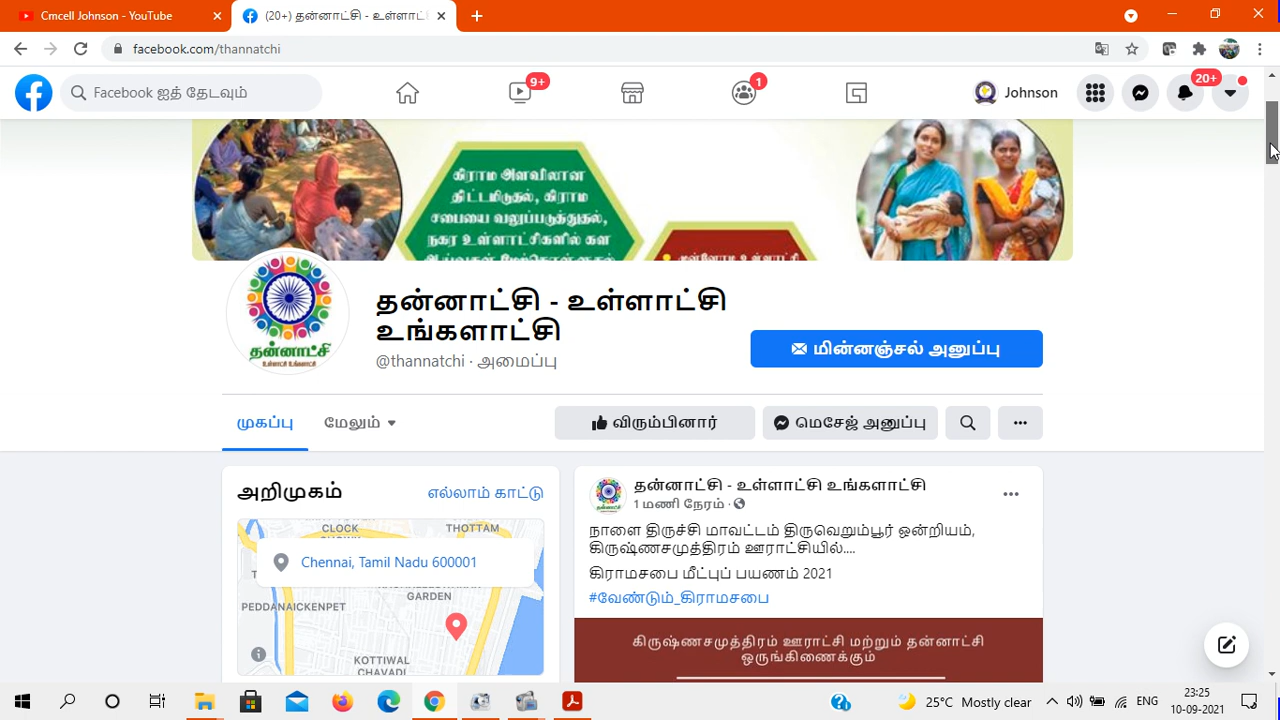 Cmcell Johnson - YouTube
(20+) தன்னாட்சி - உள்ளாட்
facebook.com/thannatchi
Facebook ஐத் தேடவும்
9+
1
Johnson
20+
கிராம அளவிலான
திட்டமிடுதல், கிராம
சபையை வலுப்படுத்துதல்,
நகர உள்ளாட்சிகளில் கள
தன்னாட்சி
உள்ளாட்சி உங்களாட்சி
தன்னாட்சி - உள்ளாட்சி
உங்களாட்சி
@thannatchi · அமைப்பு
மின்னஞ்சல் அனுப்பு
முகப்பு
மேலும்
விரும்பினார்
மெசேஜ் அனுப்பு
அறிமுகம்
எல்லாம் காட்டு
CLOCK
THOTTAM
Chennai, Tamil Nadu 600001
GARDEN
PEDDANAICKENPET
KOTTIWAL
CHAVADI
தன்னாட்சி - உள்ளாட்சி உங்களாட்சி
1 மணி நேரம் ·
நாளை திருச்சி மாவட்டம் திருவெறும்பூர் ஒன்றியம்,
கிருஷ்ணசமுத்திரம் ஊராட்சியில்....
கிராமசபை மீட்புப் பயணம் 2021
#வேண்டும்_கிராமசபை
கிருஷ்ணசமுத்திரம் ஊராட்சி மற்றும் தன்னாட்சி
ஒருங்கிணைக்கும்
25°C Mostly clear
ENG
23:25
10-09-2021